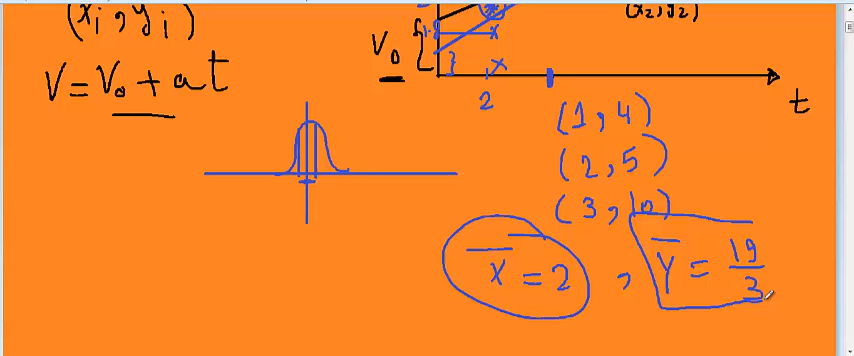 (xi, yi)
(x2, y2)
V0
V = V0 + at
2
t
(1, 4)
(2, 5)
(3, 10)
X̅ = 2 , Y̅ = 19/3